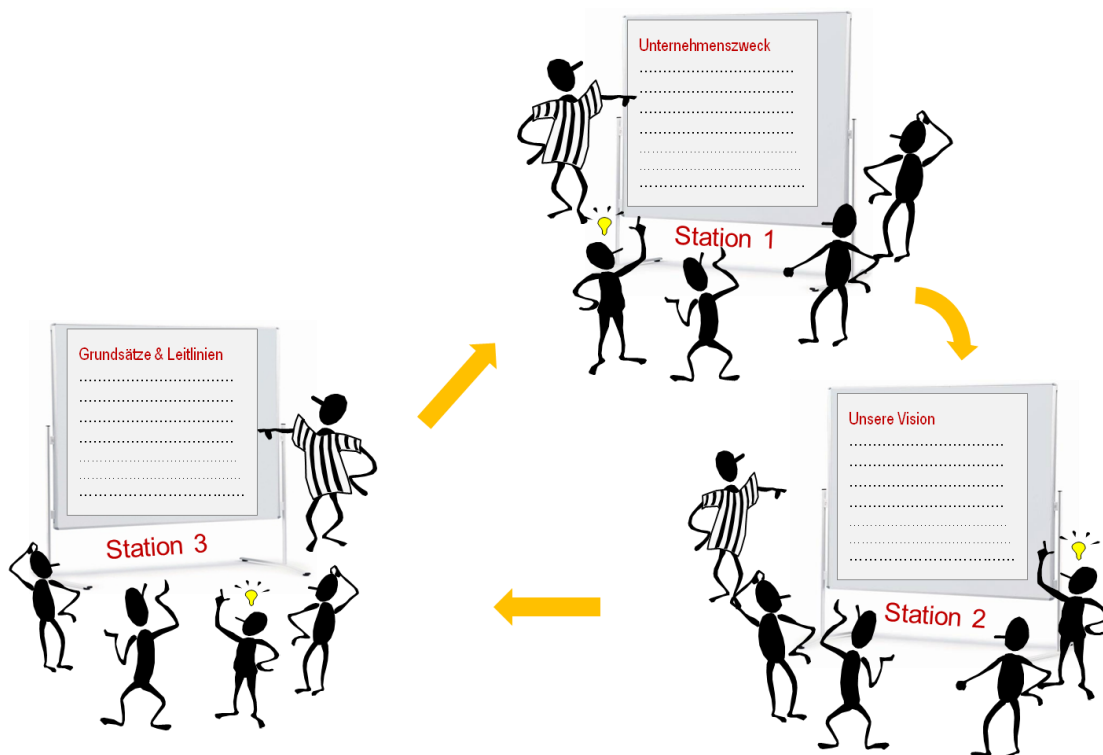 Unternehmenszweck
Station 1
Unsere Vision
Station 2
Grundsätze & Leitlinien
Station 3